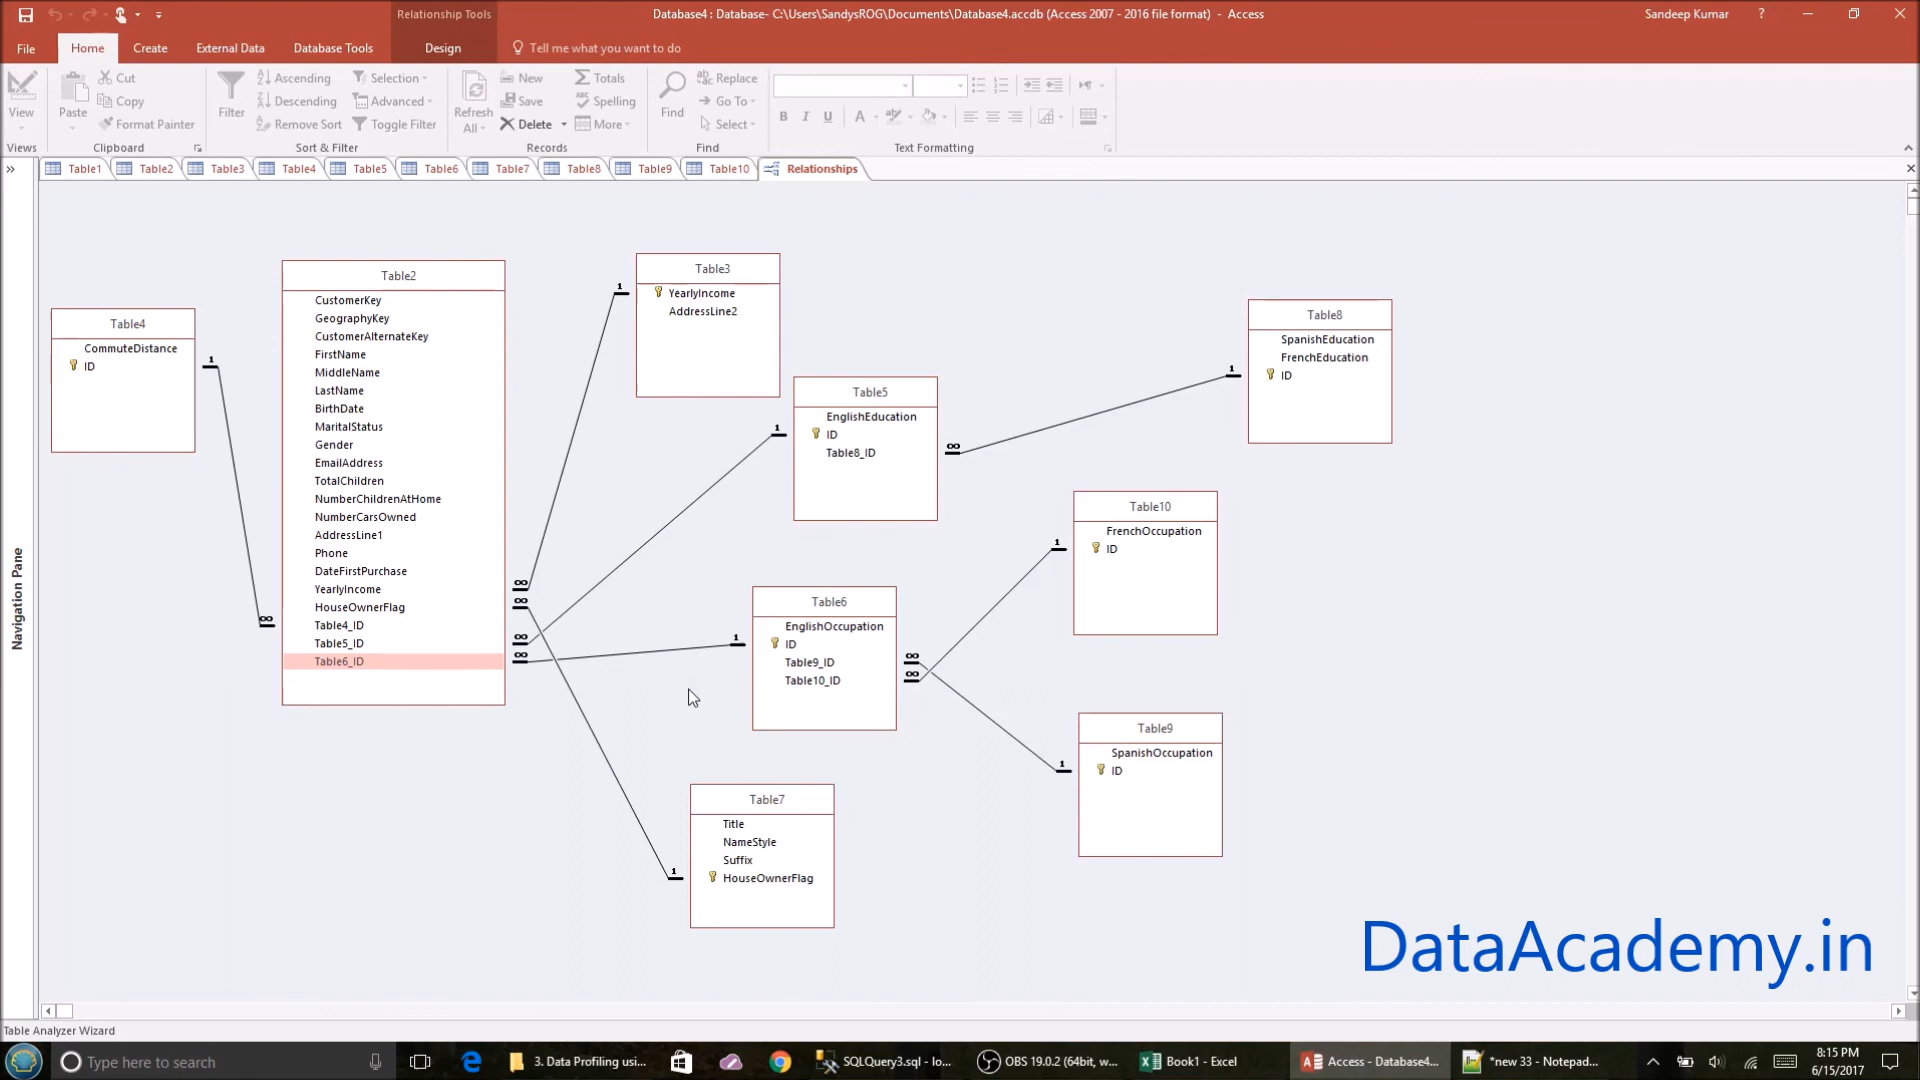 Relationship Tools
Database4 : Database- C:\Users\SandysROG\Documents\Database4.accdb (Access 2007 - 2016 file format) - Access
Sandeep Kumar
?
File
Home
Create
External Data
Database Tools
Design
Tell me what you want to do
View
Views
Paste
Cut
Copy
Format Painter
Clipboard
Filter
Ascending
Descending
Remove Sort
Selection
Advanced
Toggle Filter
Sort & Filter
Refresh All
New
Save
Delete
Totals
Spelling
More
Records
Find
Replace
Go To
Select
Find
B I U A
Text Formatting
Table1
Table2
Table3
Table4
Table5
Table6
Table7
Table8
Table9
Table10
Relationships
Navigation Pane
Table4
CommuteDistance
ID
1
∞
Table2
CustomerKey
GeographyKey
CustomerAlternateKey
FirstName
MiddleName
LastName
BirthDate
MaritalStatus
Gender
EmailAddress
TotalChildren
NumberChildrenAtHome
NumberCarsOwned
AddressLine1
Phone
DateFirstPurchase
YearlyIncome
HouseOwnerFlag
Table4_ID
Table5_ID
Table6_ID
∞
∞
∞
∞
1
Table3
YearlyIncome
AddressLine2
1
Table5
EnglishEducation
ID
Table8_ID
∞
1
Table8
SpanishEducation
FrenchEducation
ID
1
Table6
EnglishOccupation
ID
Table9_ID
Table10_ID
∞
∞
1
Table10
FrenchOccupation
ID
1
Table9
SpanishOccupation
ID
1
Table7
Title
NameStyle
Suffix
HouseOwnerFlag
DataAcademy.in
Table Analyzer Wizard
Type here to search
3. Data Profiling usi...
SQLQuery3.sql - lo...
OBS 19.0.2 (64bit, w...
Book1 - Excel
Access - Database4...
*new 33 - Notepad...
8:15 PM
6/15/2017